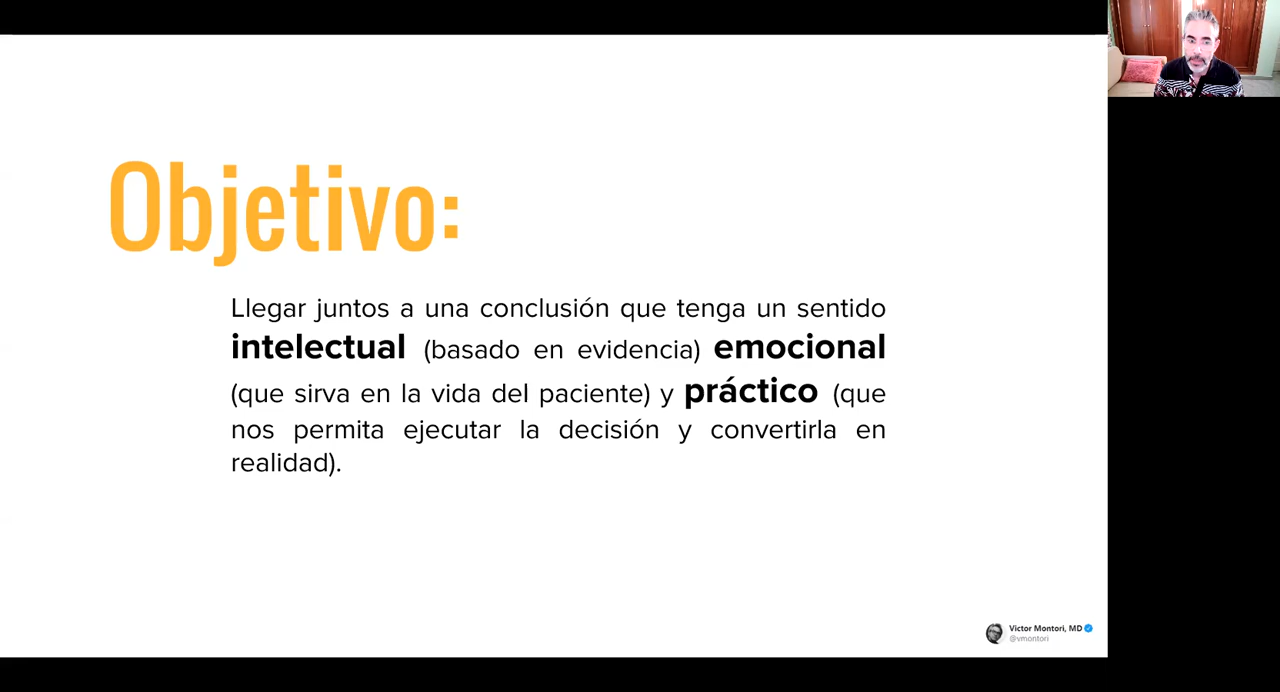 Objetivo:
Llegar juntos a una conclusión que tenga un sentido
intelectual (basado en evidencia) emocional
(que sirva en la vida del paciente) y práctico (que
nos permita ejecutar la decisión y convertirla en
realidad).
Victor Montori, MD
@vmontori